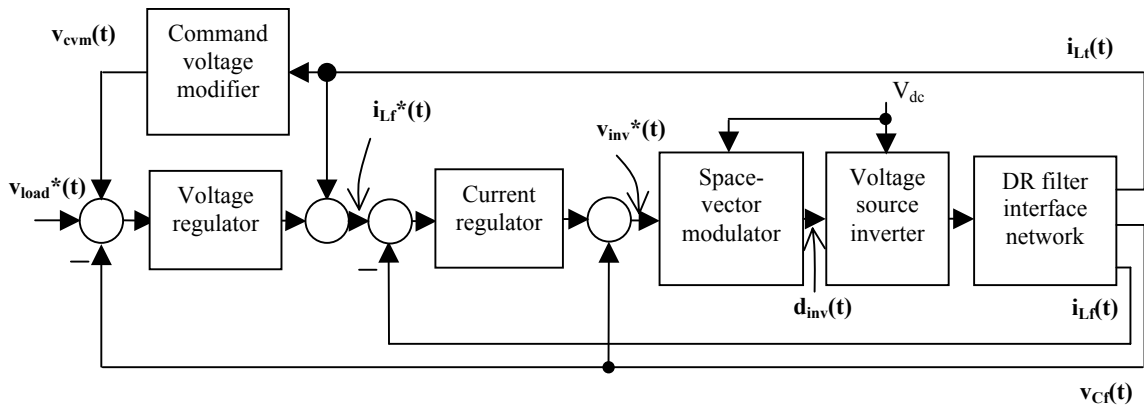 v_cvm(t)
Command
voltage
modifier
i_Lt(t)
i_Lf*(t)
V_dc
v_inv*(t)
v_load*(t)
Voltage
regulator
Current
regulator
Space-
vector
modulator
Voltage
source
inverter
DR filter
interface
network
−
−
d_inv(t)
i_Lf(t)
v_Cf(t)